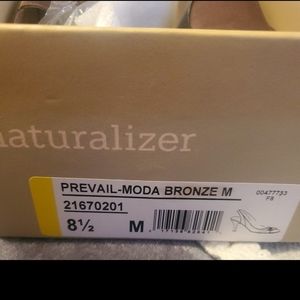 naturalizer
PREVAIL-MODA BRONZE M
21670201
00477733
F8
8½ M